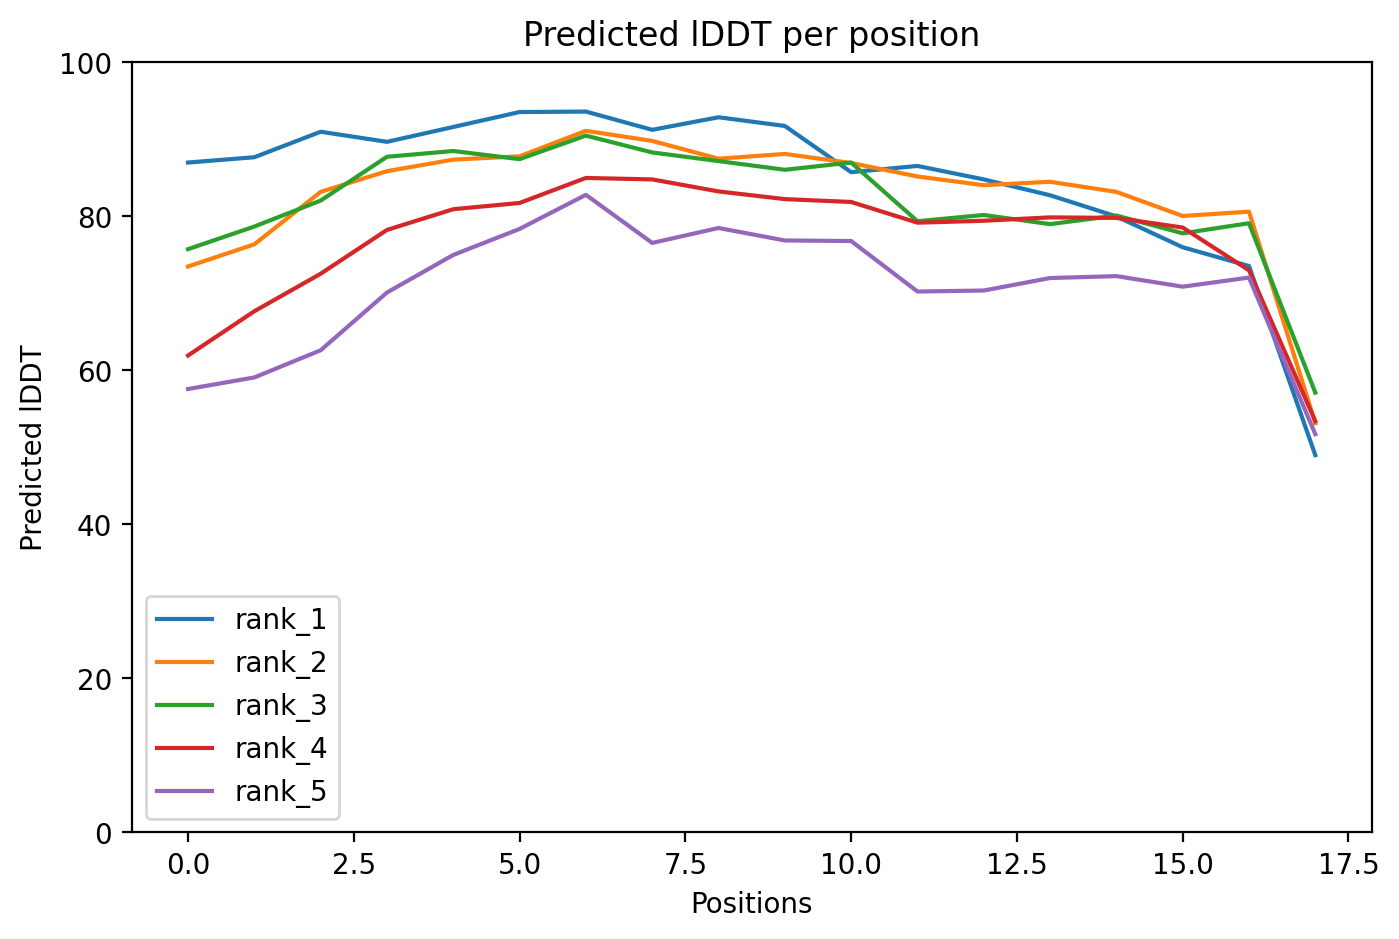 Predicted lDDT per position
100
80
60
40
20
0
Predicted lDDT
rank_1
rank_2
rank_3
rank_4
rank_5
0.0 2.5 5.0 7.5 10.0 12.5 15.0 17.5
Positions